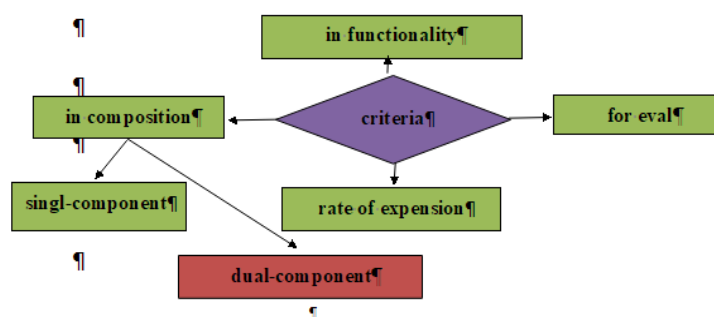 ¶
in·functionality¶
¶
in·composition¶
criteria¶
for·eval¶
¶
singl-component¶
rate·of·expension¶
¶
dual-component¶
¶